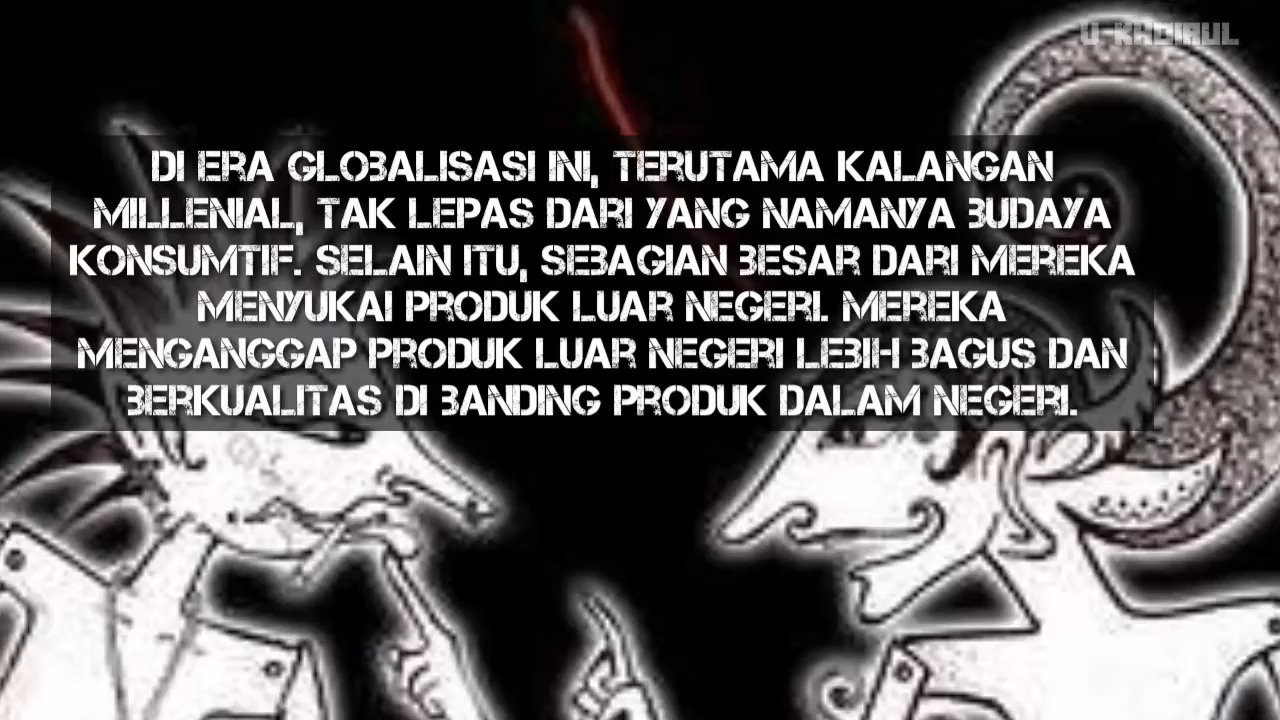 U-KHOIRUL
DI ERA GLOBALISASI INI, TERUTAMA KALANGAN
MILLENIAL, TAK LEPAS DARI YANG NAMANYA BUDAYA
KONSUMTIF. SELAIN ITU, SEBAGIAN BESAR DARI MEREKA
MENYUKAI PRODUK LUAR NEGERI. MEREKA
MENGANGGAP PRODUK LUAR NEGERI LEBIH BAGUS DAN
BERKUALITAS DI BANDING PRODUK DALAM NEGERI.